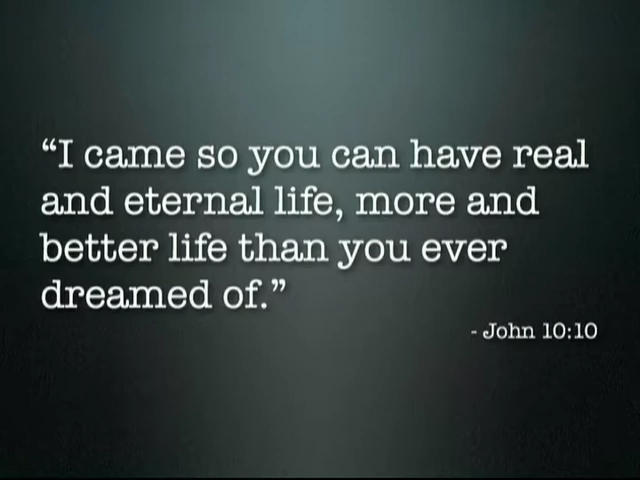 “I came so you can have real
and eternal life, more and
better life than you ever
dreamed of.”
- John 10:10